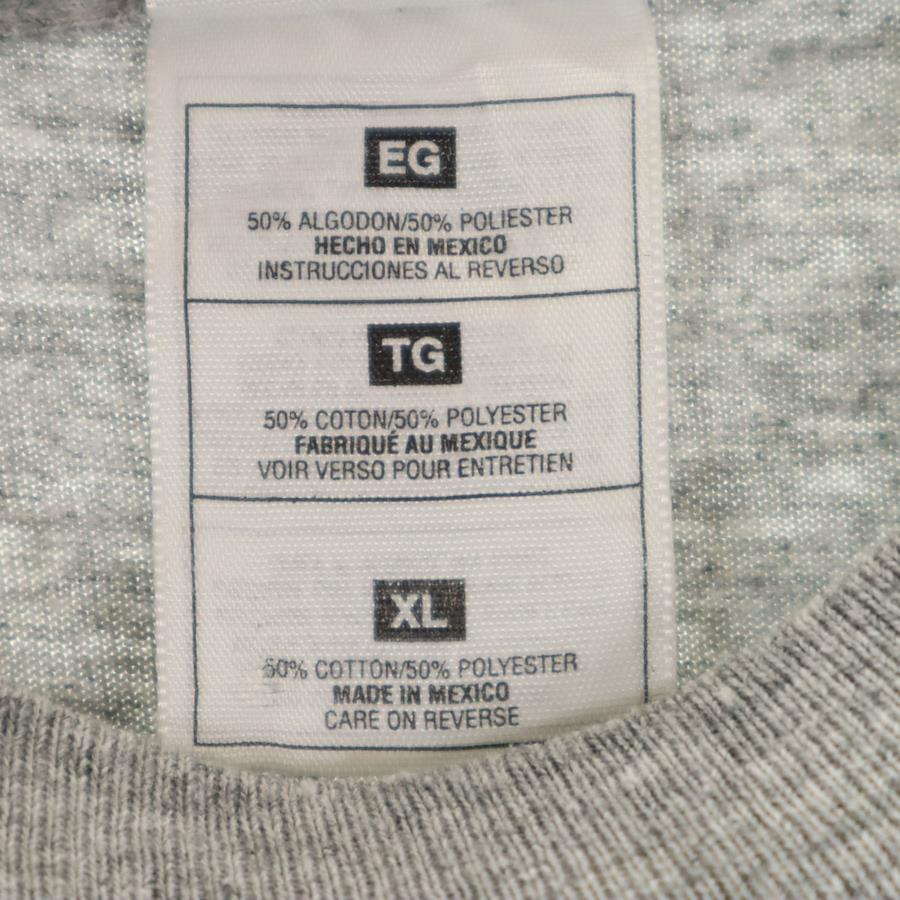 EG
50% ALGODON/50% POLIESTER
HECHO EN MEXICO
INSTRUCCIONES AL REVERSO
TG
50% COTON/50% POLYESTER
FABRIQUÉ AU MEXIQUE
VOIR VERSO POUR ENTRETIEN
XL
50% COTTON/50% POLYESTER
MADE IN MEXICO
CARE ON REVERSE